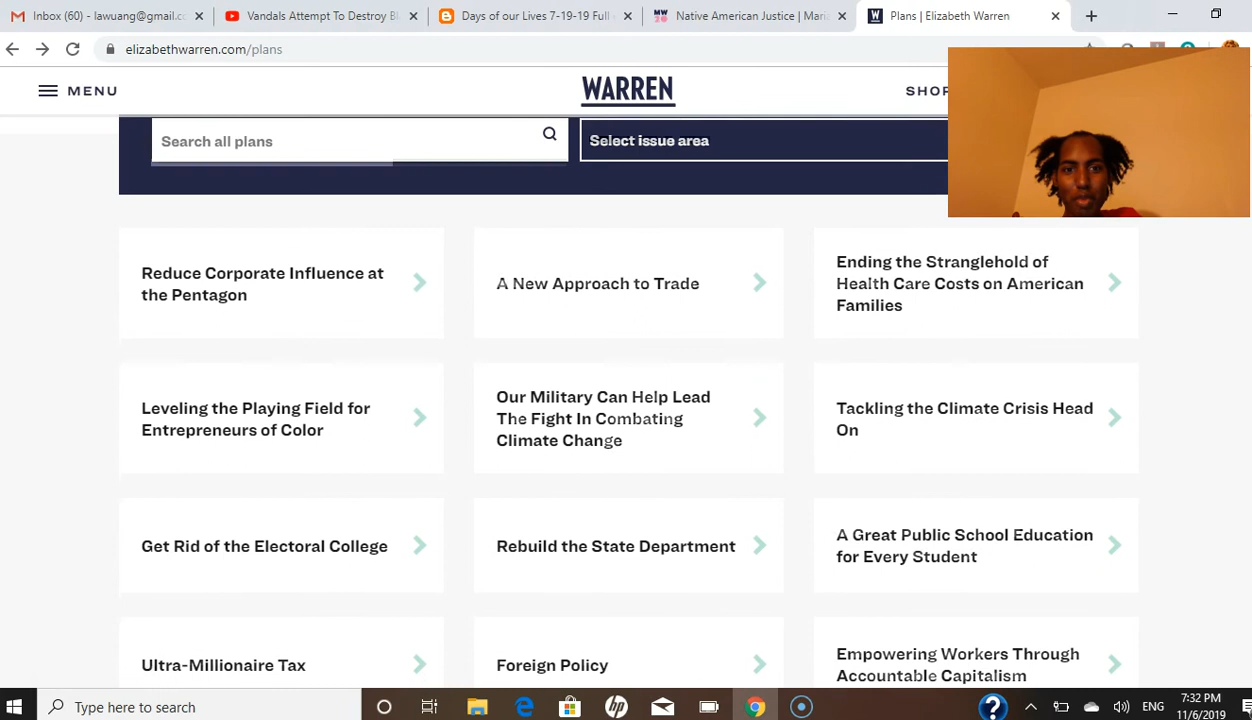 Inbox (60) - lawuang@gmail.c
Vandals Attempt To Destroy Bl
Days of our Lives 7-19-19 Full
Native American Justice | Maria
Plans | Elizabeth Warren
elizabethwarren.com/plans
MENU
WARREN
SHOP
Search all plans
Select issue area
Reduce Corporate Influence at
the Pentagon
A New Approach to Trade
Ending the Stranglehold of
Health Care Costs on American
Families
Leveling the Playing Field for
Entrepreneurs of Color
Our Military Can Help Lead
The Fight In Combating
Climate Change
Tackling the Climate Crisis Head
On
Get Rid of the Electoral College
Rebuild the State Department
A Great Public School Education
for Every Student
Ultra-Millionaire Tax
Foreign Policy
Empowering Workers Through
Accountable Capitalism
Type here to search
ENG
7:32 PM
11/6/2019